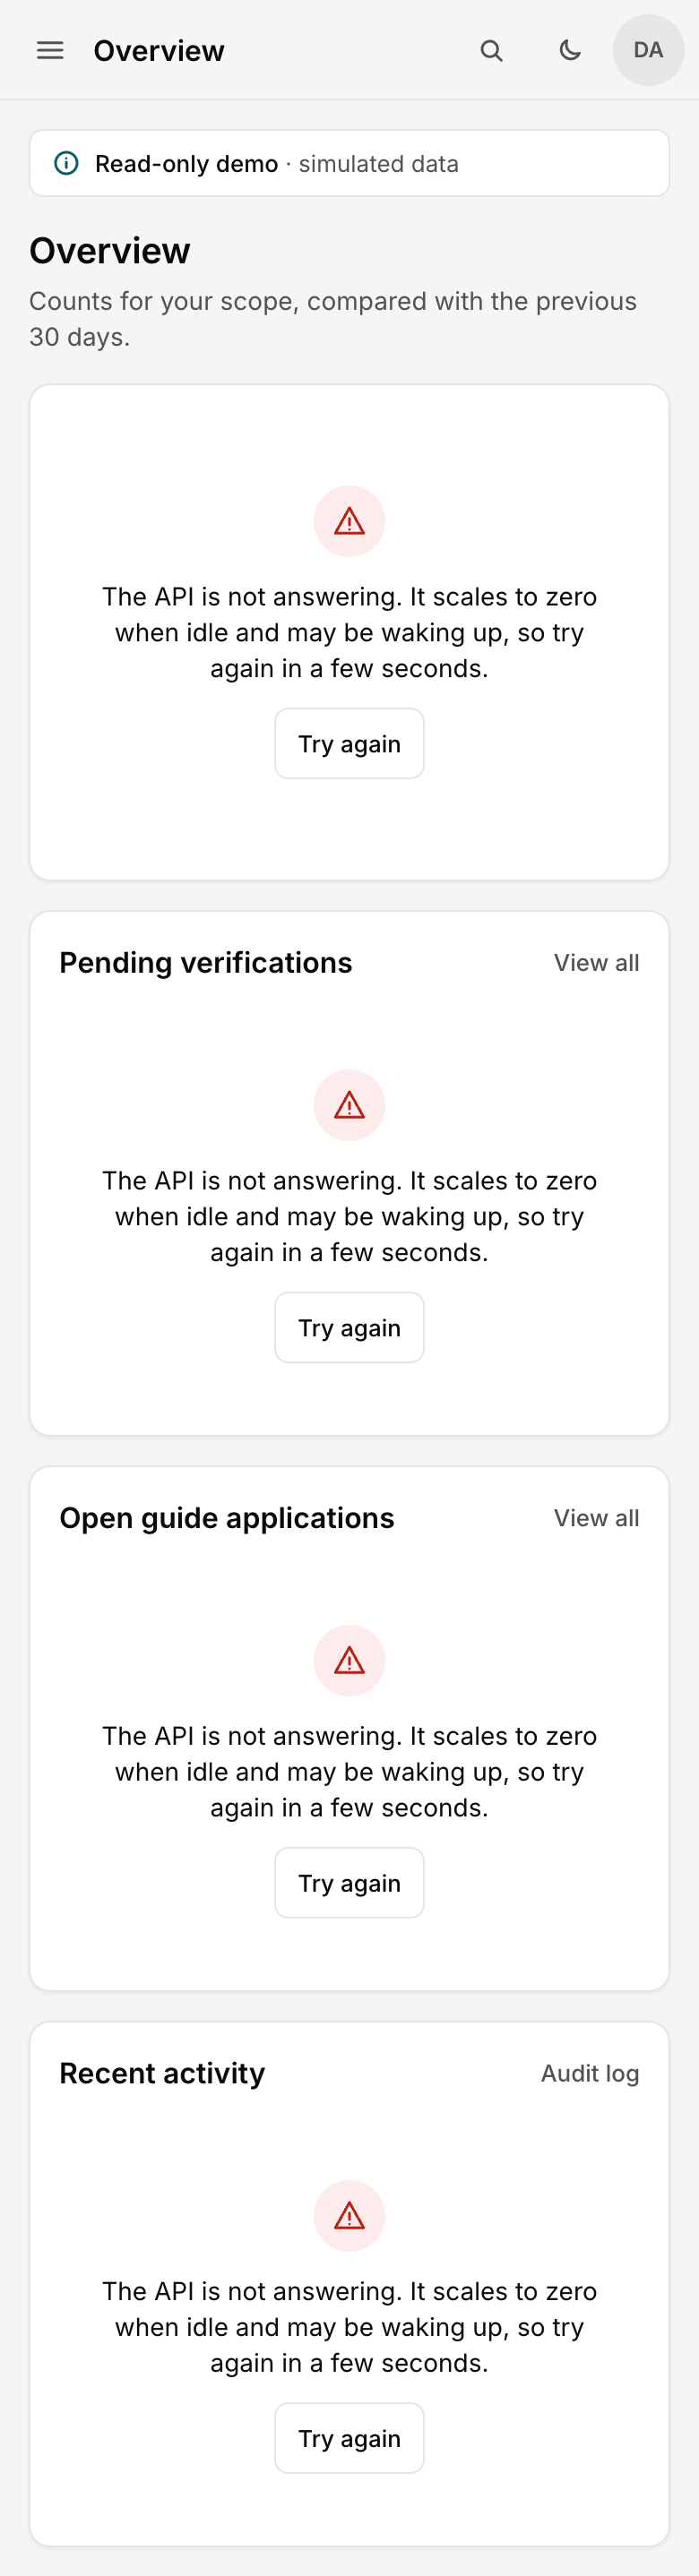 Overview
DA
Read-only demo · simulated data
Overview
Counts for your scope, compared with the previous
30 days.
The API is not answering. It scales to zero
when idle and may be waking up, so try
again in a few seconds.
Try again
Pending verifications
View all
The API is not answering. It scales to zero
when idle and may be waking up, so try
again in a few seconds.
Try again
Open guide applications
View all
The API is not answering. It scales to zero
when idle and may be waking up, so try
again in a few seconds.
Try again
Recent activity
Audit log
The API is not answering. It scales to zero
when idle and may be waking up, so try
again in a few seconds.
Try again